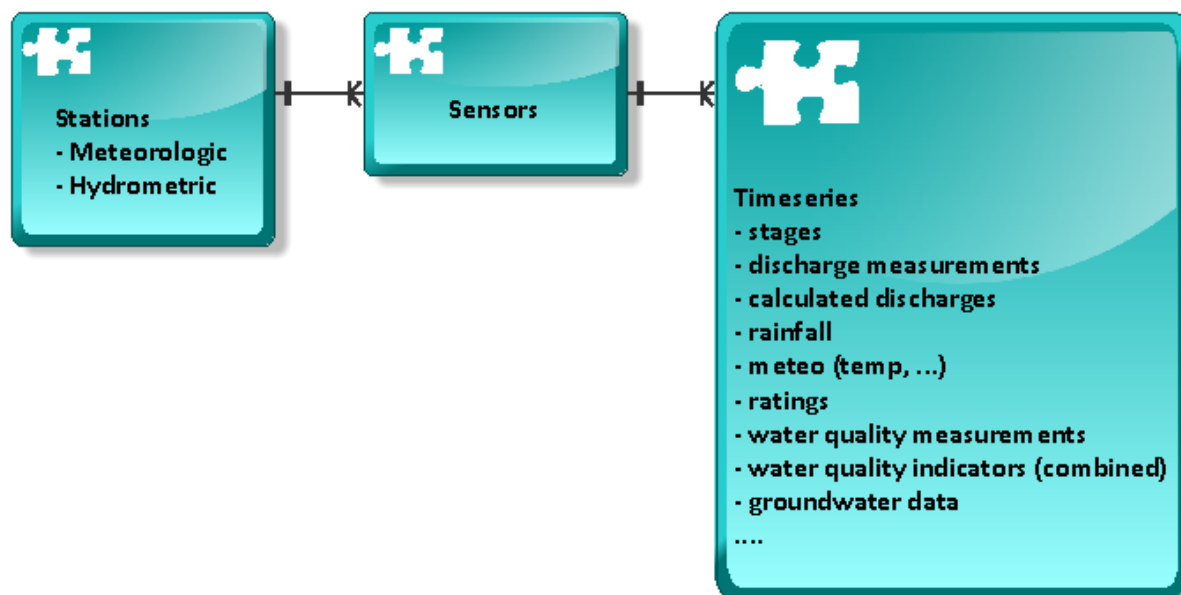 Stations
- Meteorologic
- Hydrometric
Sensors
Timeseries
- stages
- discharge measurements
- calculated discharges
- rainfall
- meteo (temp, ...)
- ratings
- water quality measurements
- water quality indicators (combined)
- groundwater data
....